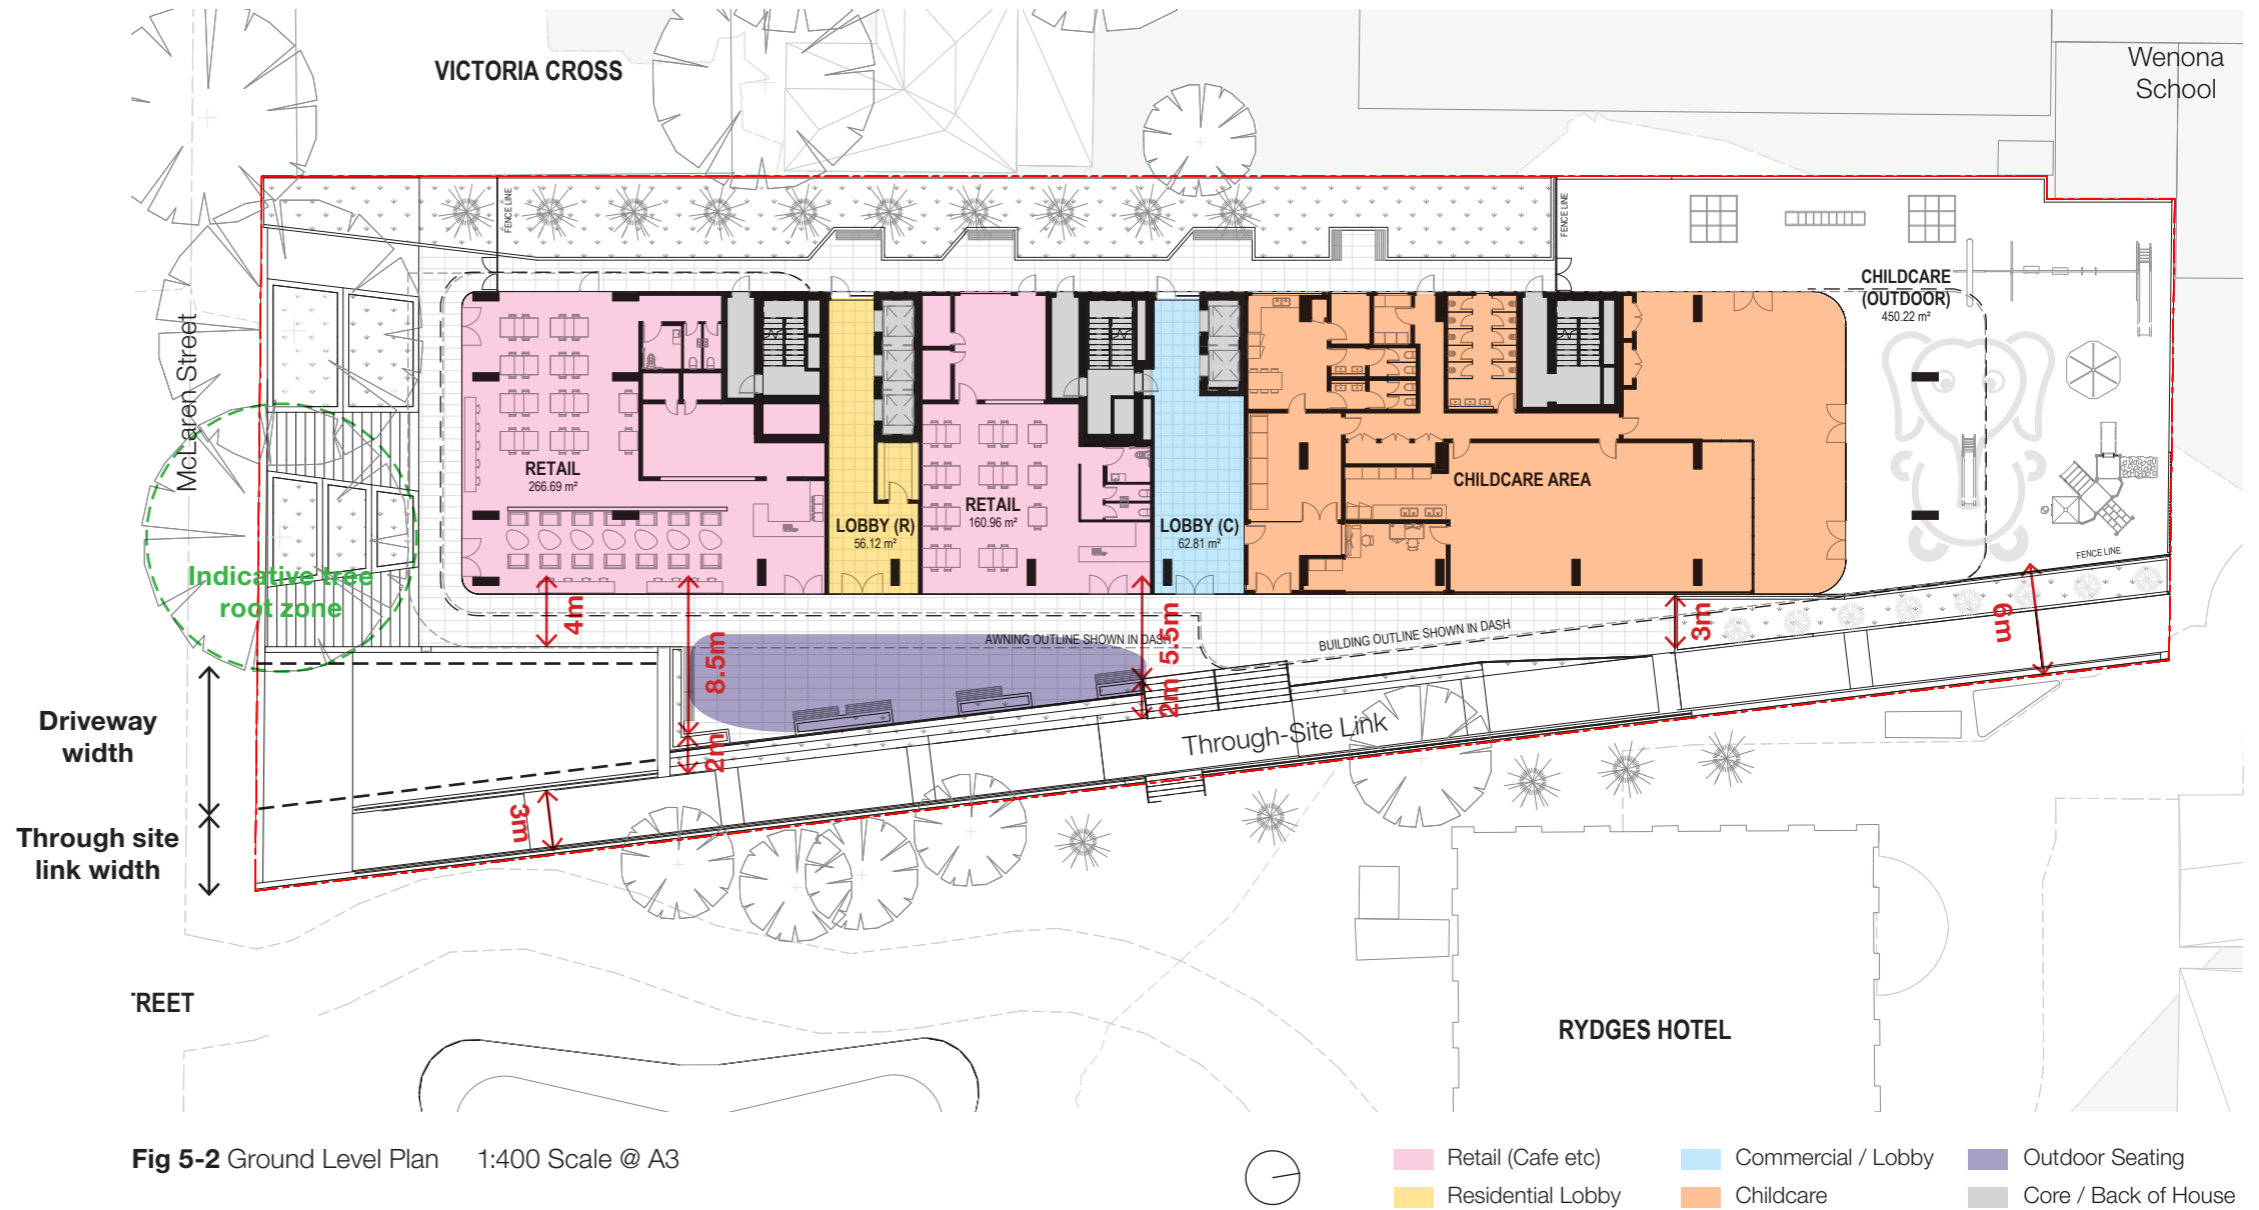 VICTORIA CROSS
Wenona
School
FENCE LINE
FENCE LINE
McLaren Street
CHILDCARE
(OUTDOOR)
450.22 m²
RETAIL
266.69 m²
LOBBY (R)
56.12 m²
RETAIL
160.96 m²
LOBBY (C)
62.81 m²
CHILDCARE AREA
FENCE LINE
Indicative tree
root zone
4m
8.5m
5.5m
2m
2m
3m
3m
6m
AWNING OUTLINE SHOWN IN DASH
BUILDING OUTLINE SHOWN IN DASH
Through-Site Link
Driveway
width
Through site
link width
TREET
RYDGES HOTEL
Fig 5-2 Ground Level Plan 1:400 Scale @ A3
Retail (Cafe etc)
Commercial / Lobby
Outdoor Seating
Residential Lobby
Childcare
Core / Back of House